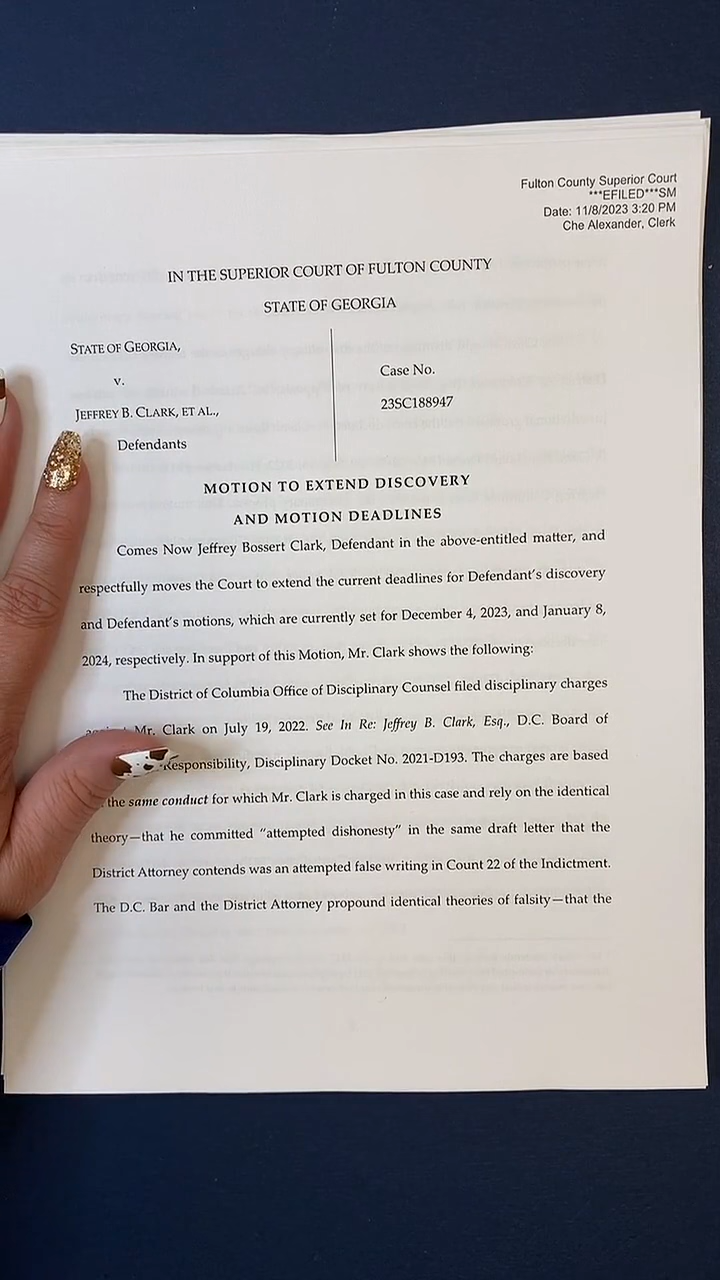 Fulton County Superior Court
***EFILED***SM
Date: 11/8/2023 3:20 PM
Che Alexander, Clerk
IN THE SUPERIOR COURT OF FULTON COUNTY
STATE OF GEORGIA
STATE OF GEORGIA,
v.
JEFFREY B. CLARK, ET AL.,
Defendants
Case No.
23SC188947
MOTION TO EXTEND DISCOVERY
AND MOTION DEADLINES
Comes Now Jeffrey Bossert Clark, Defendant in the above-entitled matter, and
respectfully moves the Court to extend the current deadlines for Defendant's discovery
and Defendant's motions, which are currently set for December 4, 2023, and January 8,
2024, respectively. In support of this Motion, Mr. Clark shows the following:
The District of Columbia Office of Disciplinary Counsel filed disciplinary charges
Mr. Clark on July 19, 2022. See In Re: Jeffrey B. Clark, Esq., D.C. Board of
Responsibility, Disciplinary Docket No. 2021-D193. The charges are based
the same conduct for which Mr. Clark is charged in this case and rely on the identical
theory—that he committed "attempted dishonesty" in the same draft letter that the
District Attorney contends was an attempted false writing in Count 22 of the Indictment.
The D.C. Bar and the District Attorney propound identical theories of falsity—that the